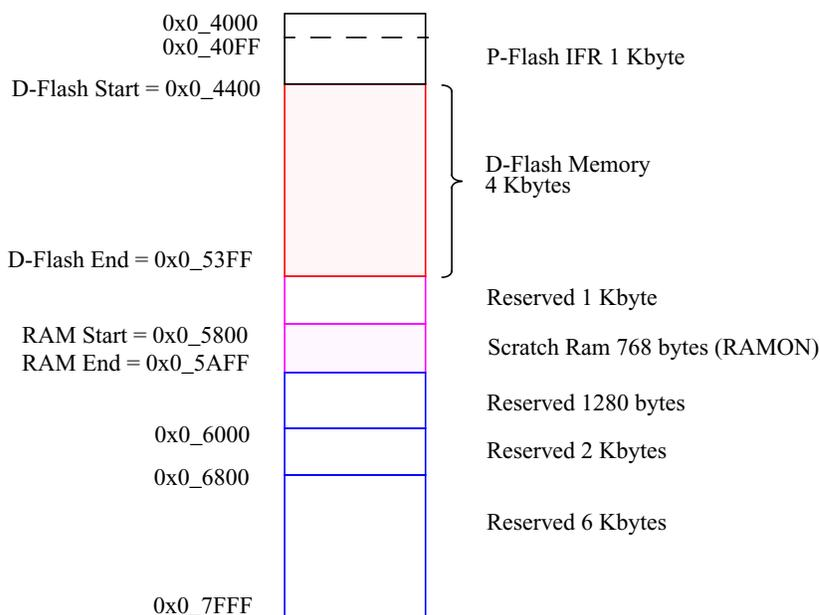 0x0_4000
0x0_40FF
P-Flash IFR 1 Kbyte
D-Flash Start = 0x0_4400
D-Flash Memory
4 Kbytes
D-Flash End = 0x0_53FF
Reserved 1 Kbyte
RAM Start = 0x0_5800
Scratch Ram 768 bytes (RAMON)
RAM End = 0x0_5AFF
Reserved 1280 bytes
0x0_6000
Reserved 2 Kbytes
0x0_6800
Reserved 6 Kbytes
0x0_7FFF